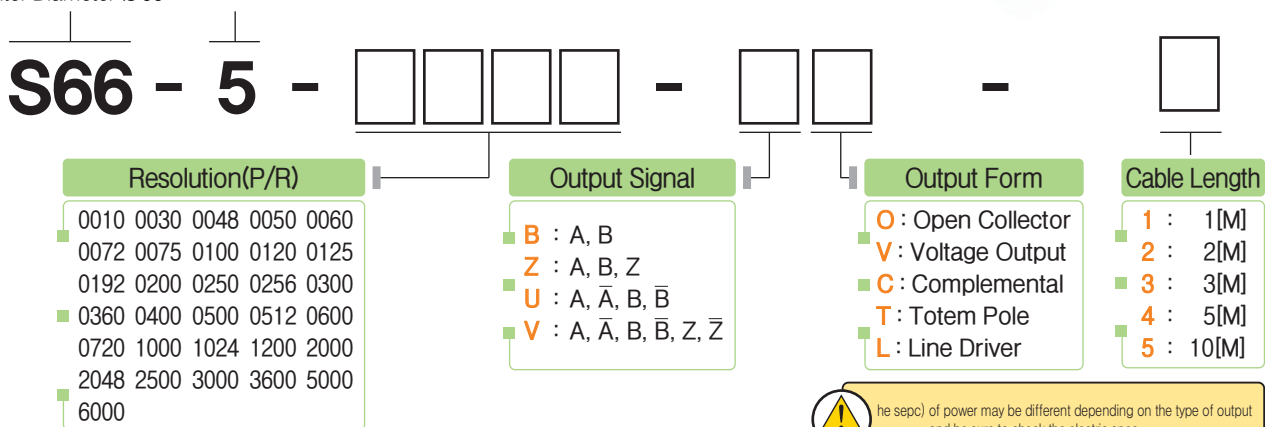 S66 - 5 - □□□□ - □□ - □
Resolution(P/R)
0010 0030 0048 0050 0060
0072 0075 0100 0120 0125
0192 0200 0250 0256 0300
0360 0400 0500 0512 0600
0720 1000 1024 1200 2000
2048 2500 3000 3600 5000
6000
Output Signal
B : A, B
Z : A, B, Z
U : A, A̅, B, B̅
V : A, A̅, B, B̅, Z, Z̅
Output Form
O : Open Collector
V : Voltage Output
C : Complemental
T : Totem Pole
L : Line Driver
Cable Length
1 : 1[M]
2 : 2[M]
3 : 3[M]
4 : 5[M]
5 : 10[M]
he sepc) of power may be different depending on the type of output